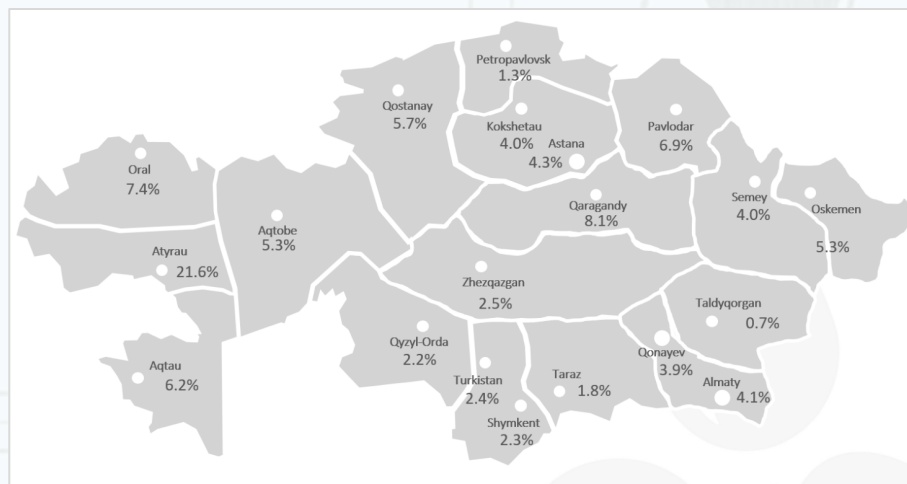 Petropavlovsk
1.3%
Qostanay
5.7%
Kokshetau
4.0%
Astana
4.3%
Pavlodar
6.9%
Oral
7.4%
Semey
4.0%
Oskemen
5.3%
Qaragandy
8.1%
Aqtobe
5.3%
Atyrau
21.6%
Zhezqazgan
2.5%
Taldyqorgan
0.7%
Qyzyl-Orda
2.2%
Qonayev
3.9%
Aqtau
6.2%
Turkistan
2.4%
Taraz
1.8%
Almaty
4.1%
Shymkent
2.3%